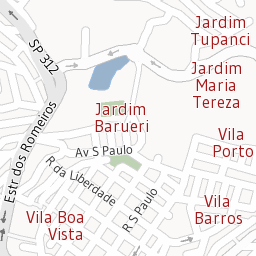 Jardim
Tupanci
SP 312
Jardim
Maria
Tereza
Jardim
Barueri
Estr dos Romeiros
Vila
Porto
Av S Paulo
R da Liberdade
R S Paulo
Vila
Barros
Vila Boa
Vista